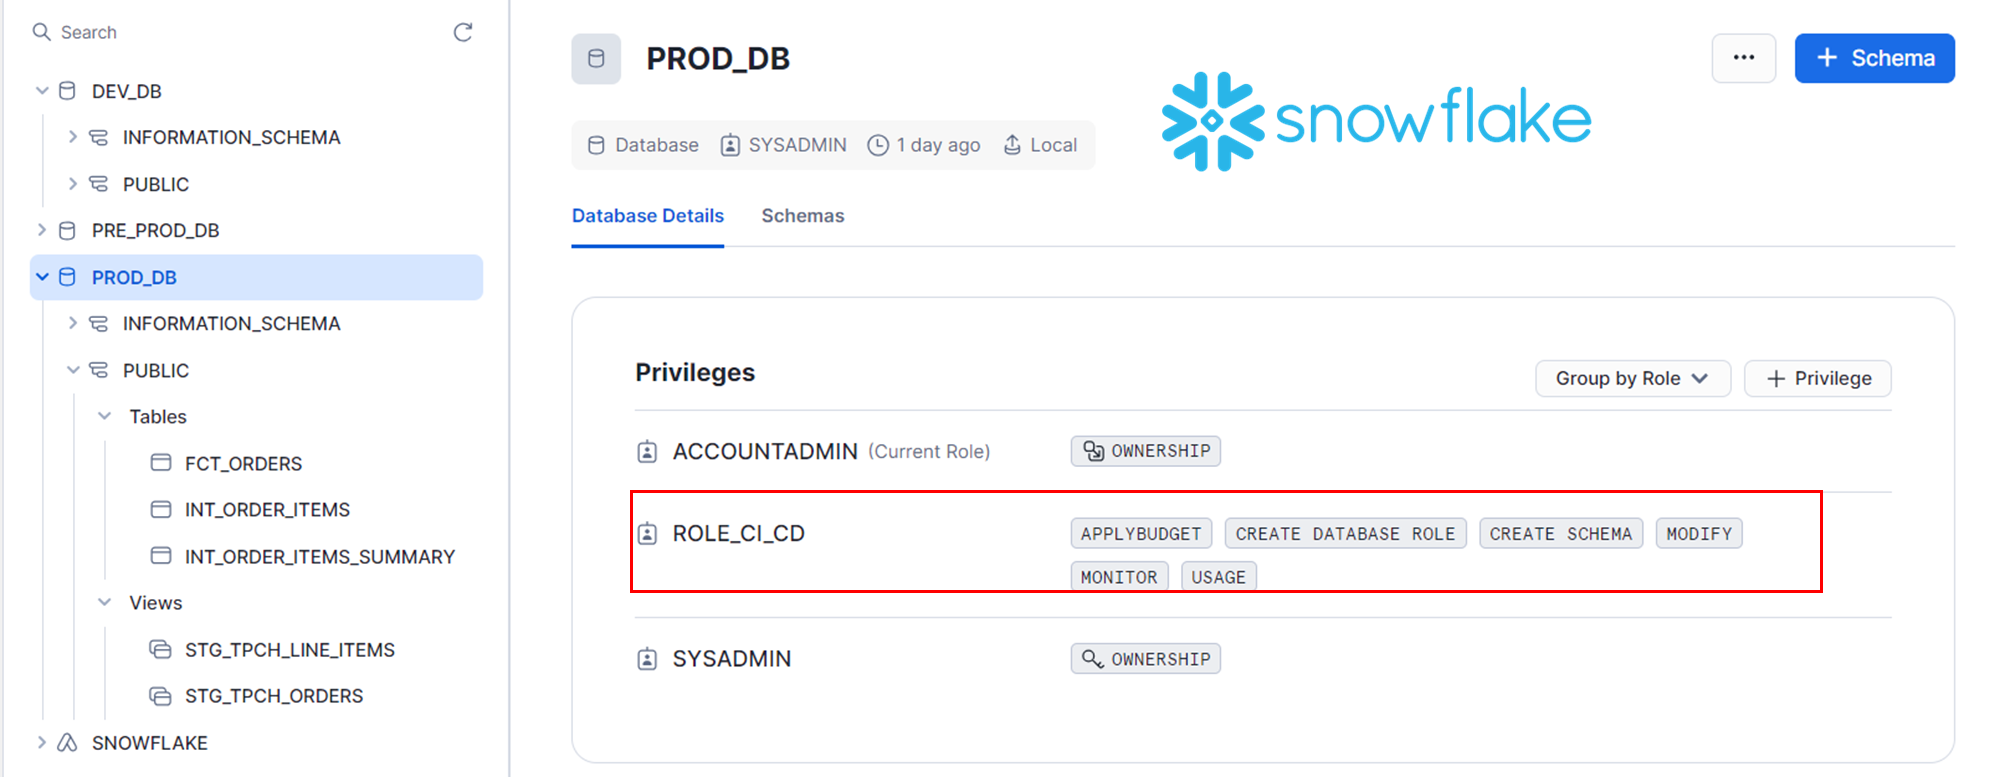 Search
DEV_DB
INFORMATION_SCHEMA
PUBLIC
PRE_PROD_DB
PROD_DB
INFORMATION_SCHEMA
PUBLIC
Tables
FCT_ORDERS
INT_ORDER_ITEMS
INT_ORDER_ITEMS_SUMMARY
Views
STG_TPCH_LINE_ITEMS
STG_TPCH_ORDERS
SNOWFLAKE
PROD_DB
+ Schema
snowflake
Database SYSADMIN 1 day ago Local
Database Details Schemas
Privileges
Group by Role + Privilege
ACCOUNTADMIN (Current Role) OWNERSHIP
ROLE_CI_CD APPLYBUDGET CREATE DATABASE ROLE CREATE SCHEMA MODIFY
MONITOR USAGE
SYSADMIN OWNERSHIP